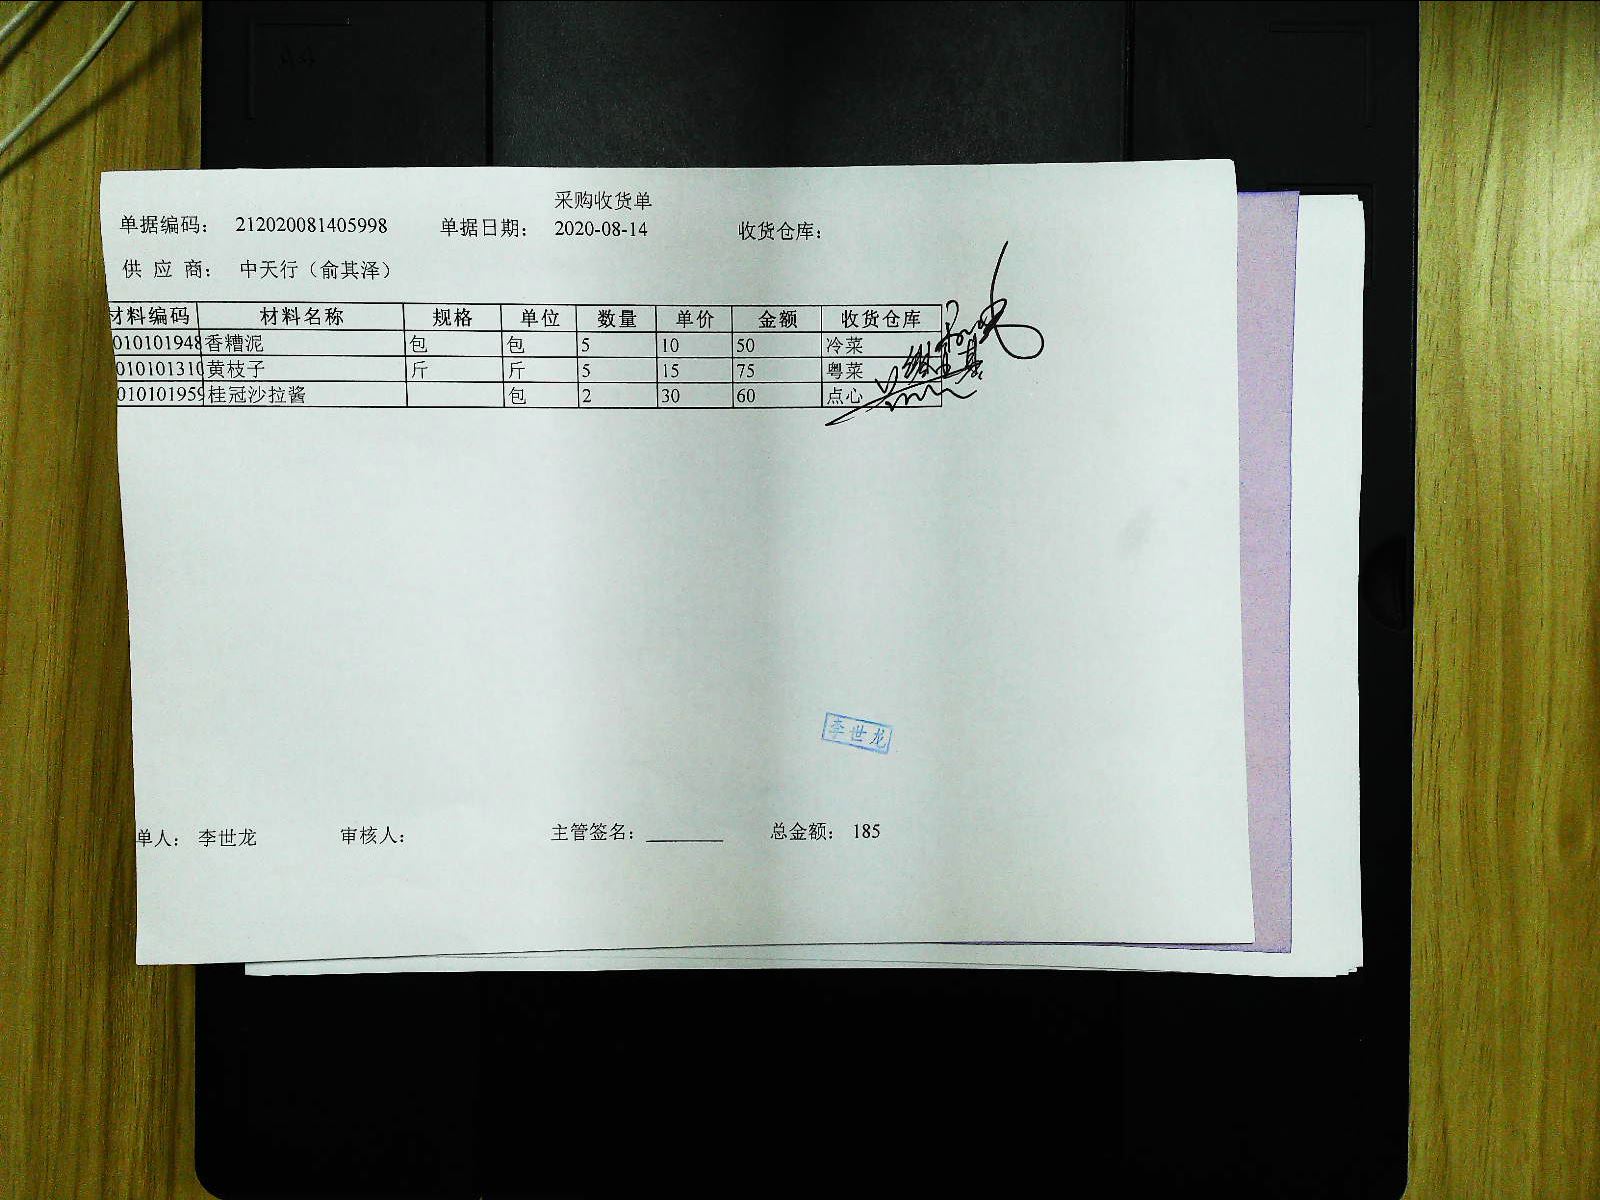 采购收货单
单据编码： 212020081405998 单据日期： 2020-08-14 收货仓库：
供 应 商： 中天行（俞其泽）
材料编码 材料名称 规格 单位 数量 单价 金额 收货仓库
010101948 香糟泥 包 包 5 10 50 冷菜
010101310 黄枝子 斤 斤 5 15 75 粤菜
010101959 桂冠沙拉酱 包 2 30 60 点心
李世龙
单人： 李世龙 审核人： 主管签名： 总金额： 185